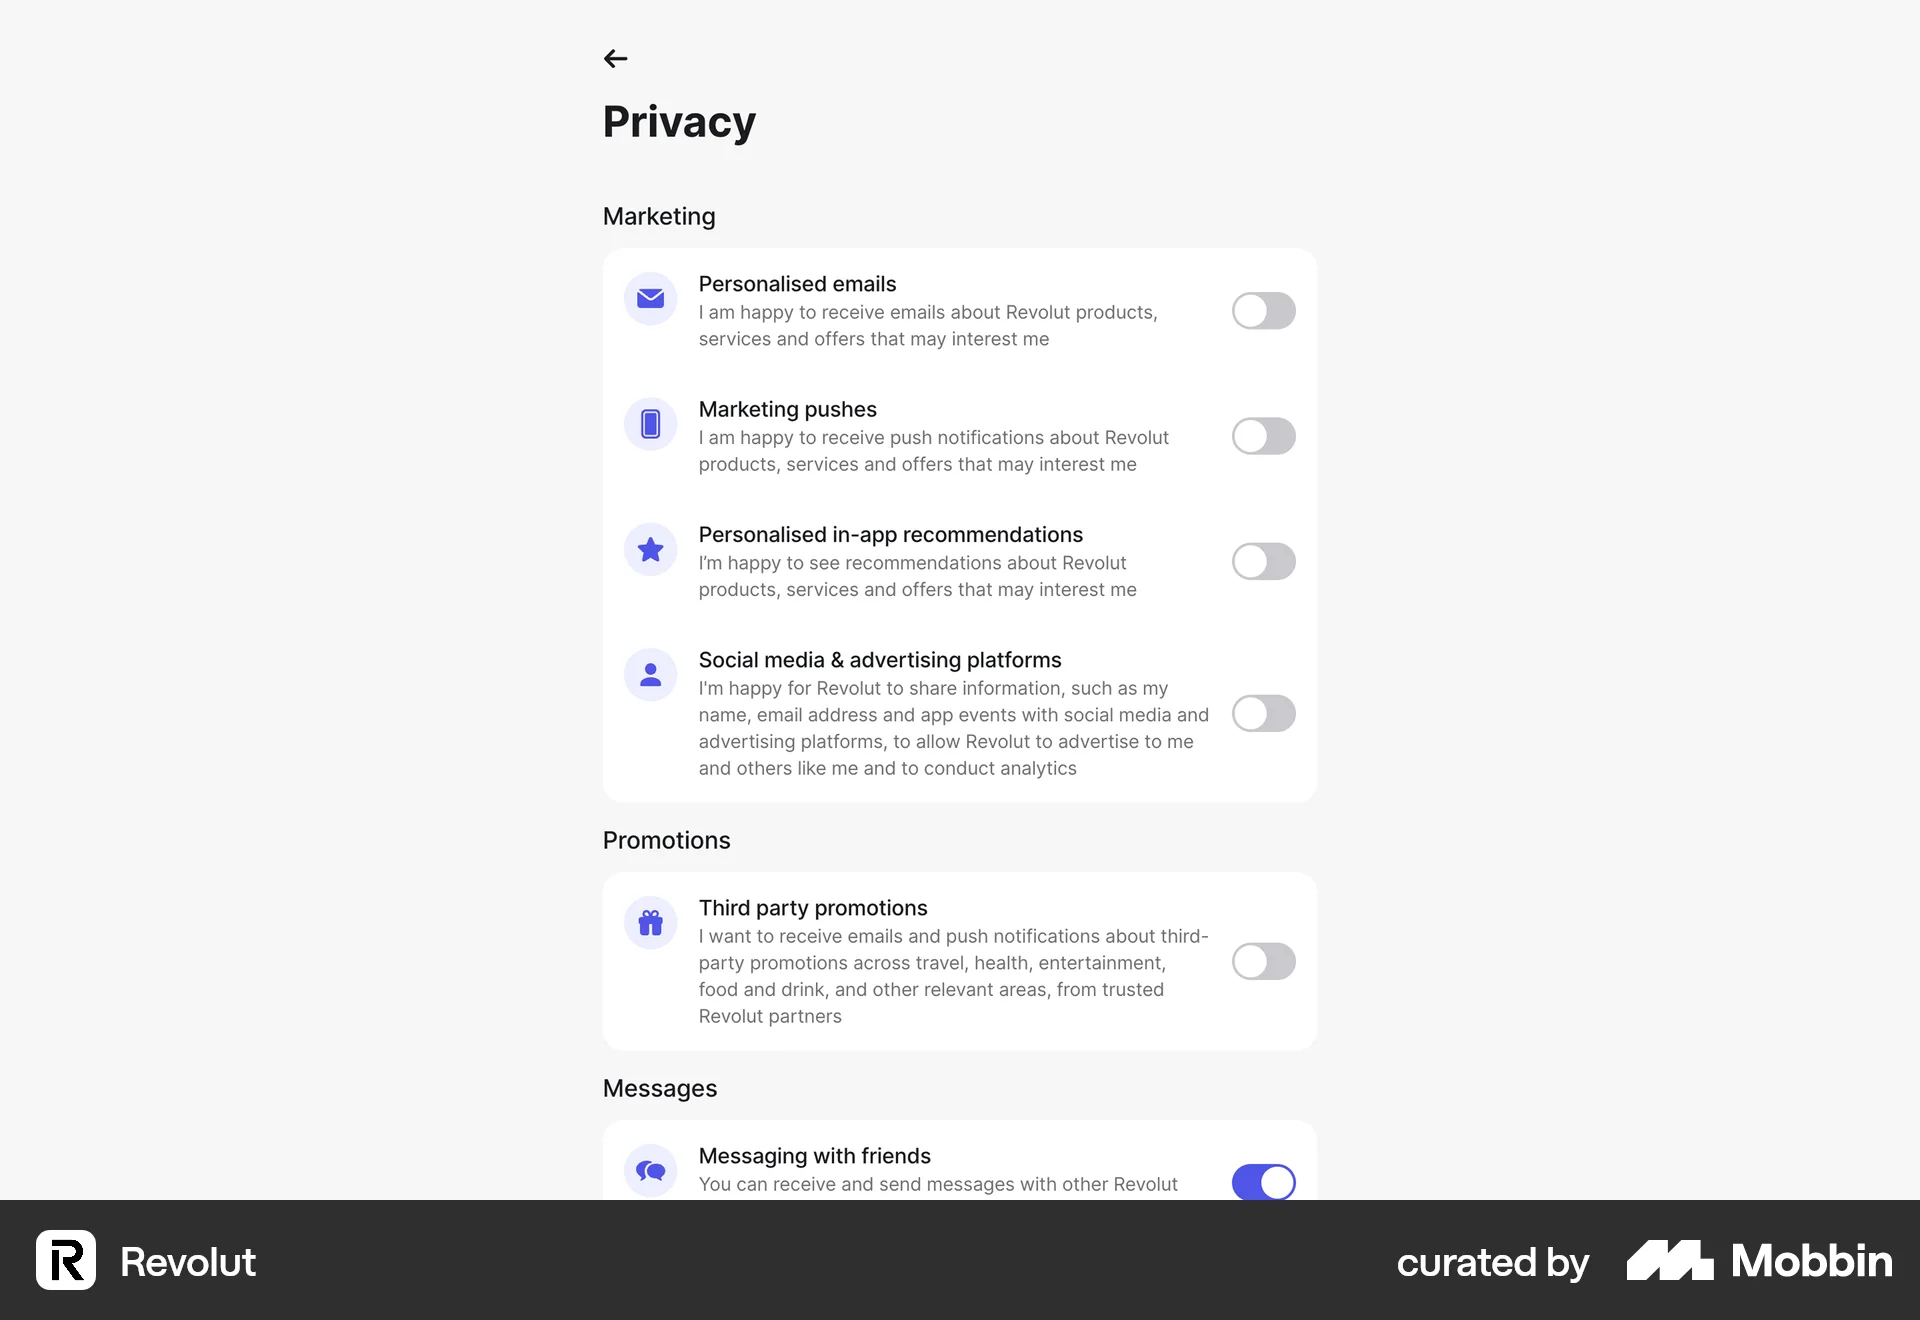 Privacy
Marketing
Personalised emails
I am happy to receive emails about Revolut products,
services and offers that may interest me
Marketing pushes
I am happy to receive push notifications about Revolut
products, services and offers that may interest me
Personalised in-app recommendations
I’m happy to see recommendations about Revolut
products, services and offers that may interest me
Social media & advertising platforms
I'm happy for Revolut to share information, such as my
name, email address and app events with social media and
advertising platforms, to allow Revolut to advertise to me
and others like me and to conduct analytics
Promotions
Third party promotions
I want to receive emails and push notifications about third-
party promotions across travel, health, entertainment,
food and drink, and other relevant areas, from trusted
Revolut partners
Messages
Messaging with friends
You can receive and send messages with other Revolut
Revolut
curated by Mobbin